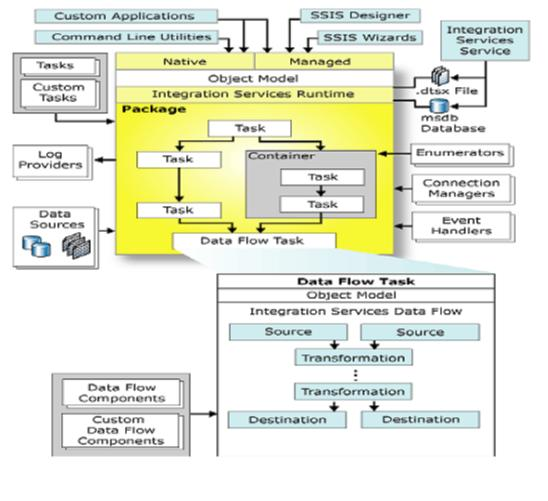 Custom Applications
SSIS Designer
Command Line Utilities
SSIS Wizards
Integration
Services
Service
Native
Managed
Object Model
Integration Services Runtime
.dtsx File
msdb
Database
Tasks
Custom
Tasks
Package
Task
Task
Container
Task
Task
Task
Data Flow Task
Log
Providers
Data
Sources
Enumerators
Connection
Managers
Event
Handlers
Data Flow Task
Object Model
Integration Services Data Flow
Source
Source
Transformation
Transformation
Destination
Destination
Data Flow
Components
Custom
Data Flow
Components